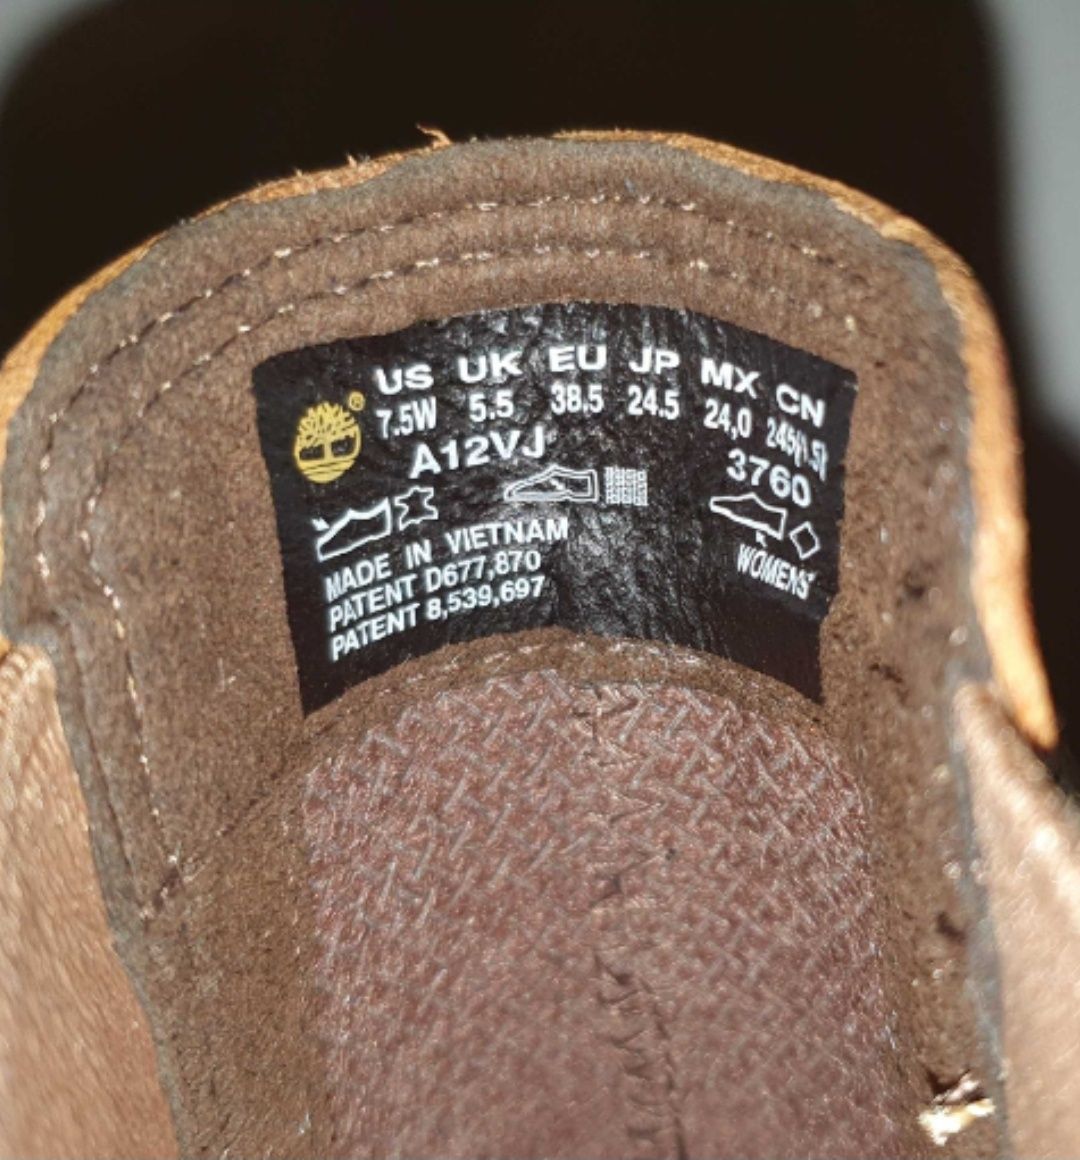 US UK EU JP MX CN
7.5W 5.5 38.5 24.5 24,0
A12VJ 3760
MADE IN VIETNAM
PATENT D677,870
PATENT 8,539,697
WOMENS'
®